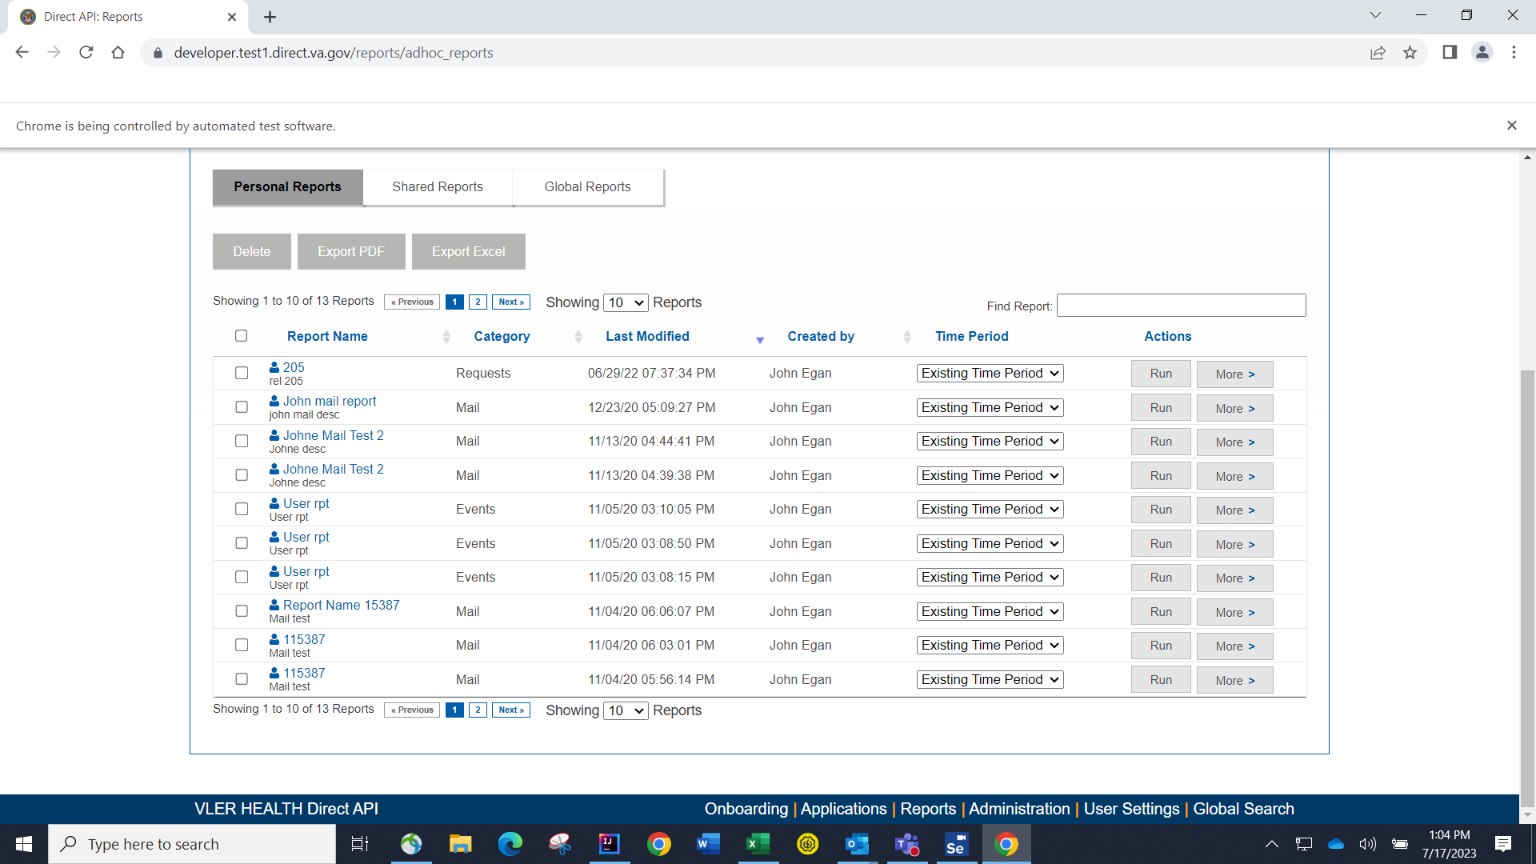 Direct API: Reports
developer.test1.direct.va.gov/reports/adhoc_reports
Chrome is being controlled by automated test software.
Personal Reports Shared Reports Global Reports
Delete Export PDF Export Excel
Showing 1 to 10 of 13 Reports « Previous 1 2 Next » Showing 10 Reports Find Report:
Report Name Category Last Modified Created by Time Period Actions
205 Requests 06/29/22 07:37:34 PM John Egan Existing Time Period Run More >
rel 205
John mail report Mail 12/23/20 05:09:27 PM John Egan Existing Time Period Run More >
john mail desc
Johne Mail Test 2 Mail 11/13/20 04:44:41 PM John Egan Existing Time Period Run More >
Johne desc
Johne Mail Test 2 Mail 11/13/20 04:39:38 PM John Egan Existing Time Period Run More >
Johne desc
User rpt Events 11/05/20 03:10:05 PM John Egan Existing Time Period Run More >
User rpt
User rpt Events 11/05/20 03:08:50 PM John Egan Existing Time Period Run More >
User rpt
User rpt Events 11/05/20 03:08:15 PM John Egan Existing Time Period Run More >
User rpt
Report Name 15387 Mail 11/04/20 06:06:07 PM John Egan Existing Time Period Run More >
Mail test
115387 Mail 11/04/20 06:03:01 PM John Egan Existing Time Period Run More >
Mail test
115387 Mail 11/04/20 05:56:14 PM John Egan Existing Time Period Run More >
Mail test
Showing 1 to 10 of 13 Reports « Previous 1 2 Next » Showing 10 Reports
VLER HEALTH Direct API Onboarding | Applications | Reports | Administration | User Settings | Global Search
Type here to search
1:04 PM
7/17/2023